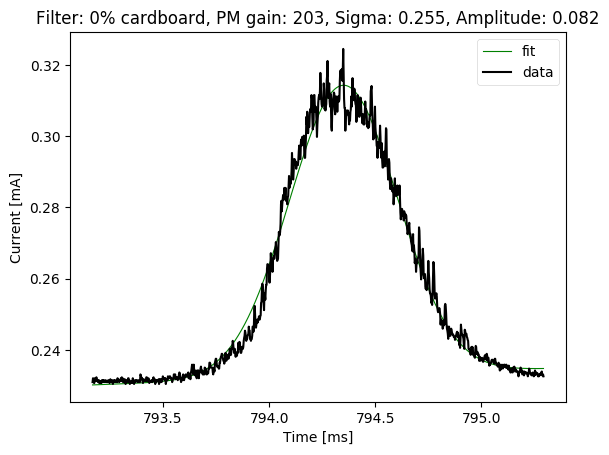 Filter: 0% cardboard, PM gain: 203, Sigma: 0.255, Amplitude: 0.082
fit
data
0.32
0.30
0.28
0.26
0.24
Current [mA]
793.5 794.0 794.5 795.0
Time [ms]